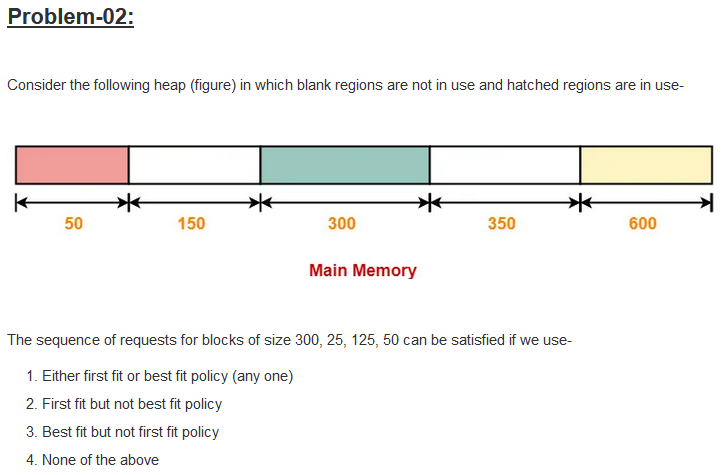 Problem-02:
Consider the following heap (figure) in which blank regions are not in use and hatched regions are in use-
50 150 300 350 600
Main Memory
The sequence of requests for blocks of size 300, 25, 125, 50 can be satisfied if we use-
1. Either first fit or best fit policy (any one)
2. First fit but not best fit policy
3. Best fit but not first fit policy
4. None of the above